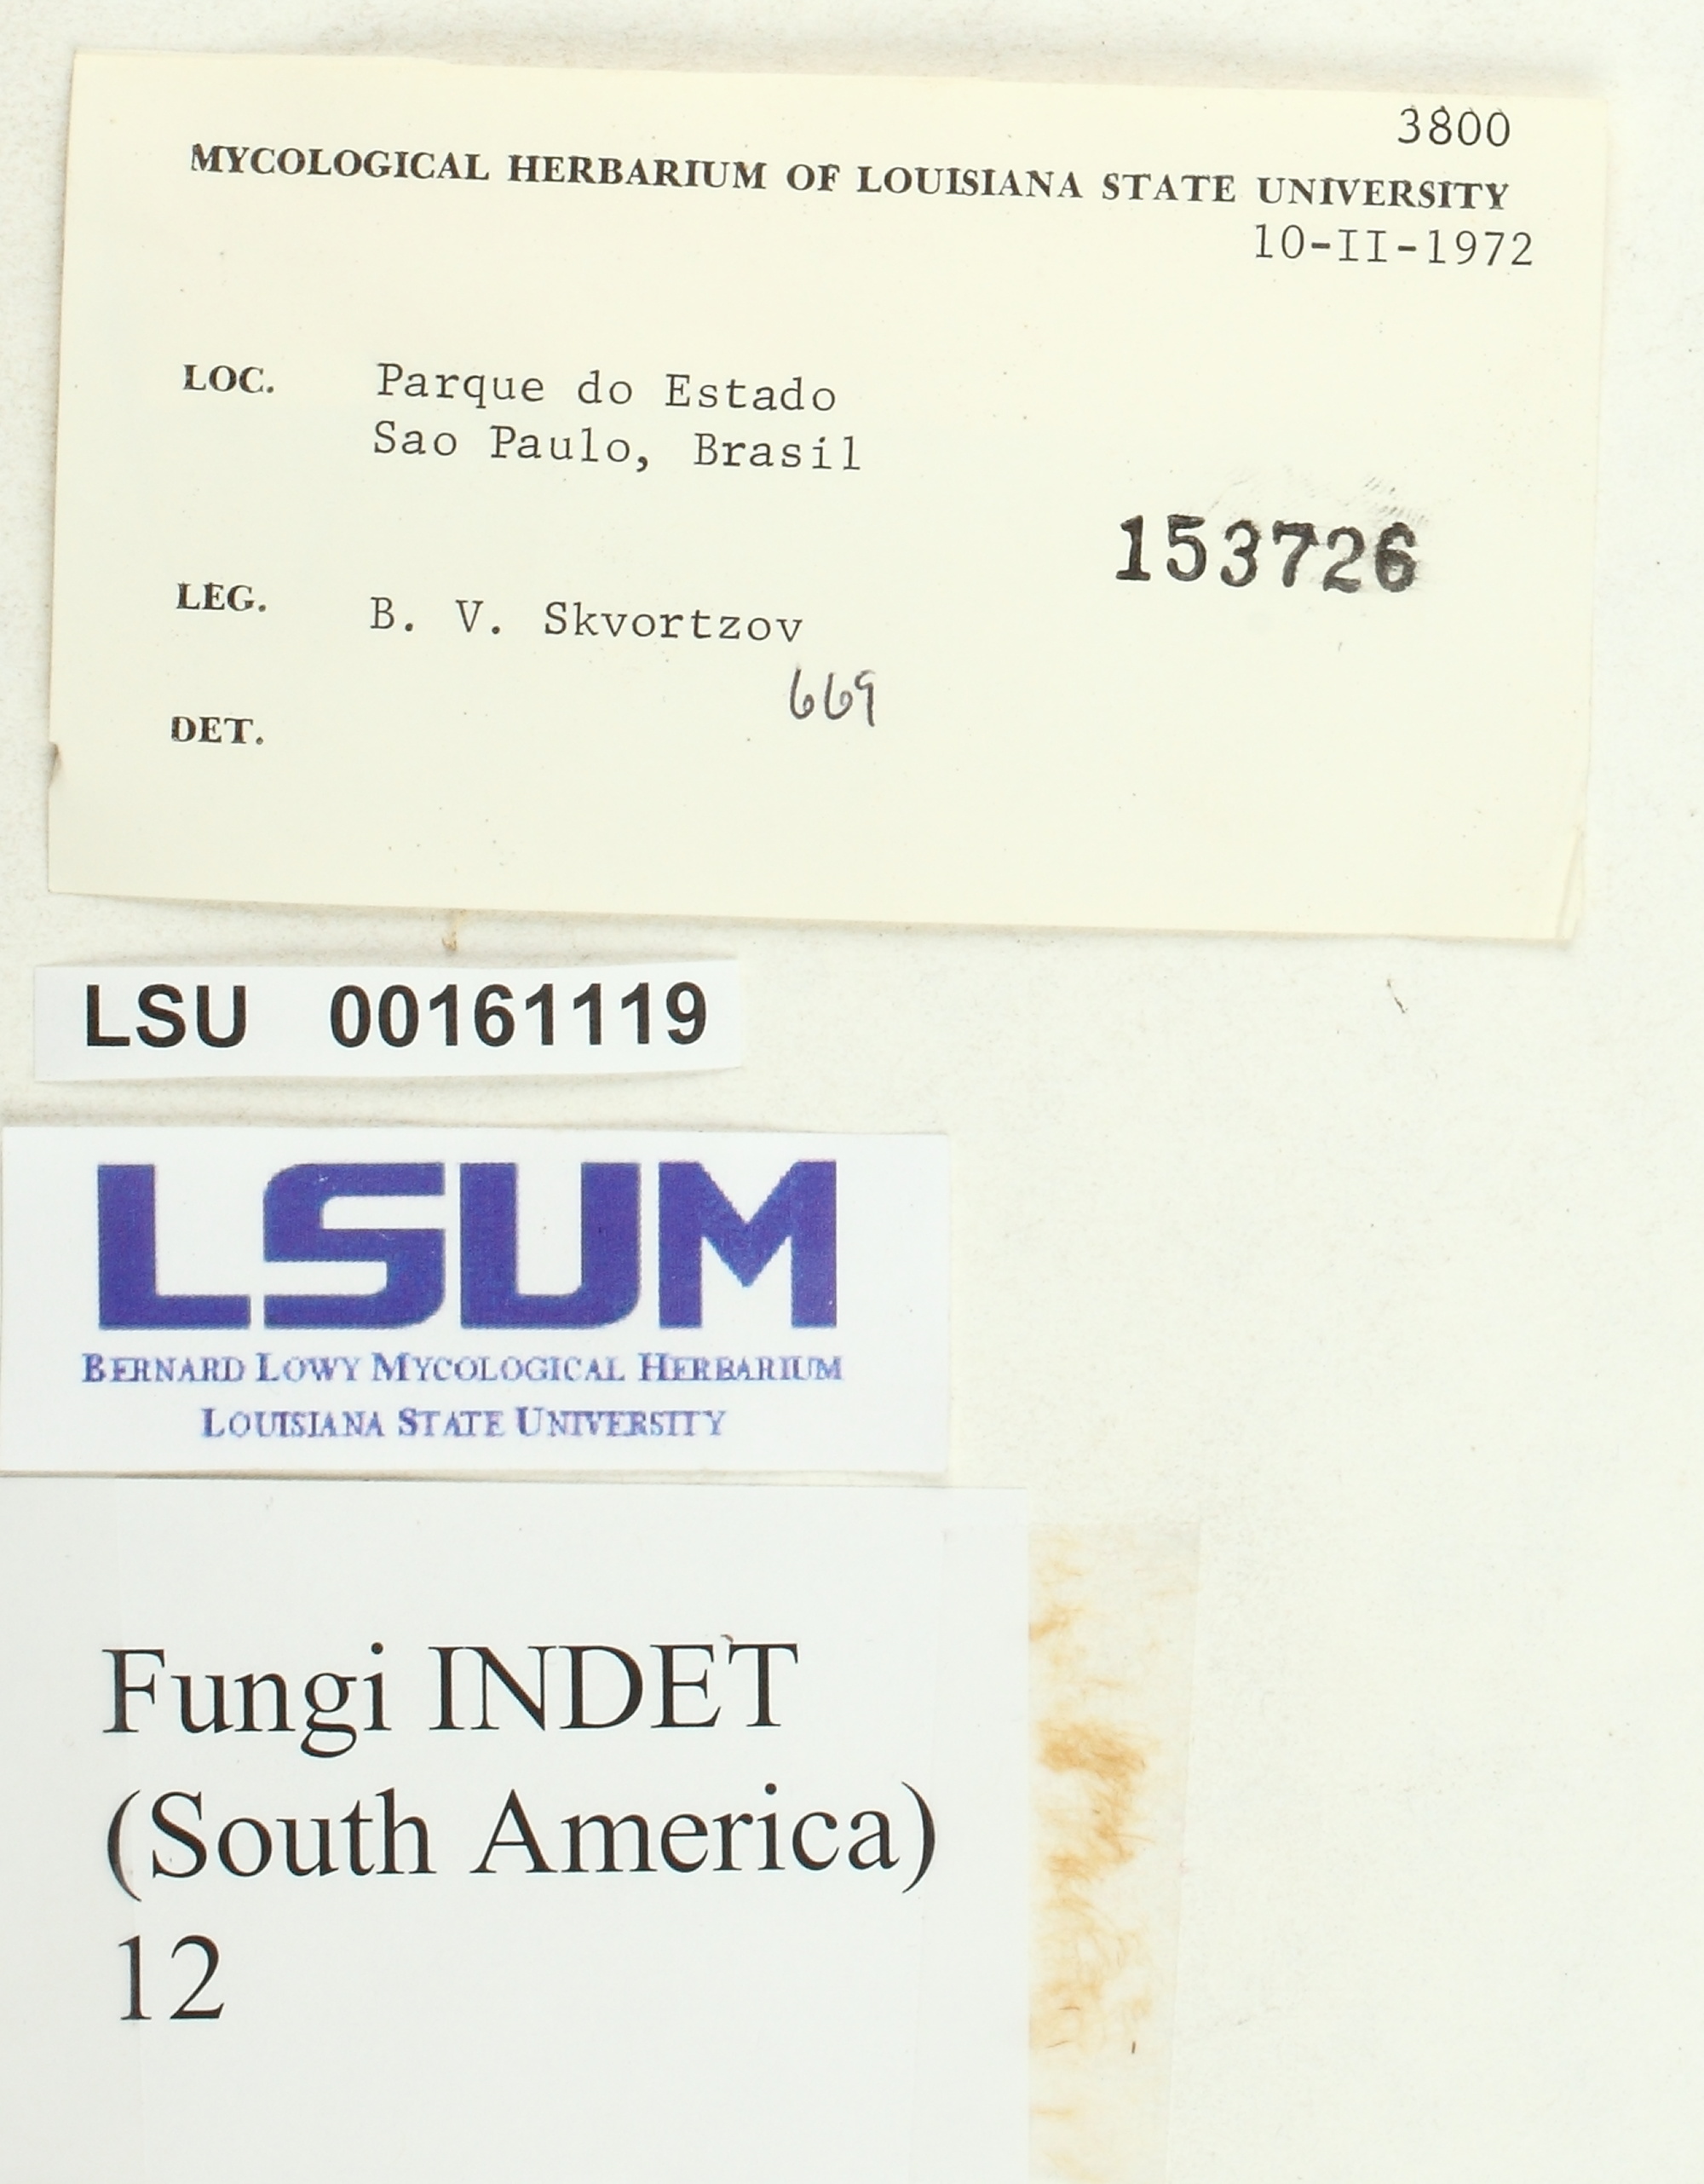 3800
MYCOLOGICAL HERBARIUM OF LOUISIANA STATE UNIVERSITY
10-II-1972
LOC. Parque do Estado
Sao Paulo, Brasil
153726
LEG. B. V. Skvortzov
669
DET.
LSU 00161119
LSUM
BERNARD LOWY MYCOLOGICAL HERBARIUM
LOUISIANA STATE UNIVERSITY
Fungi INDET
(South America)
12